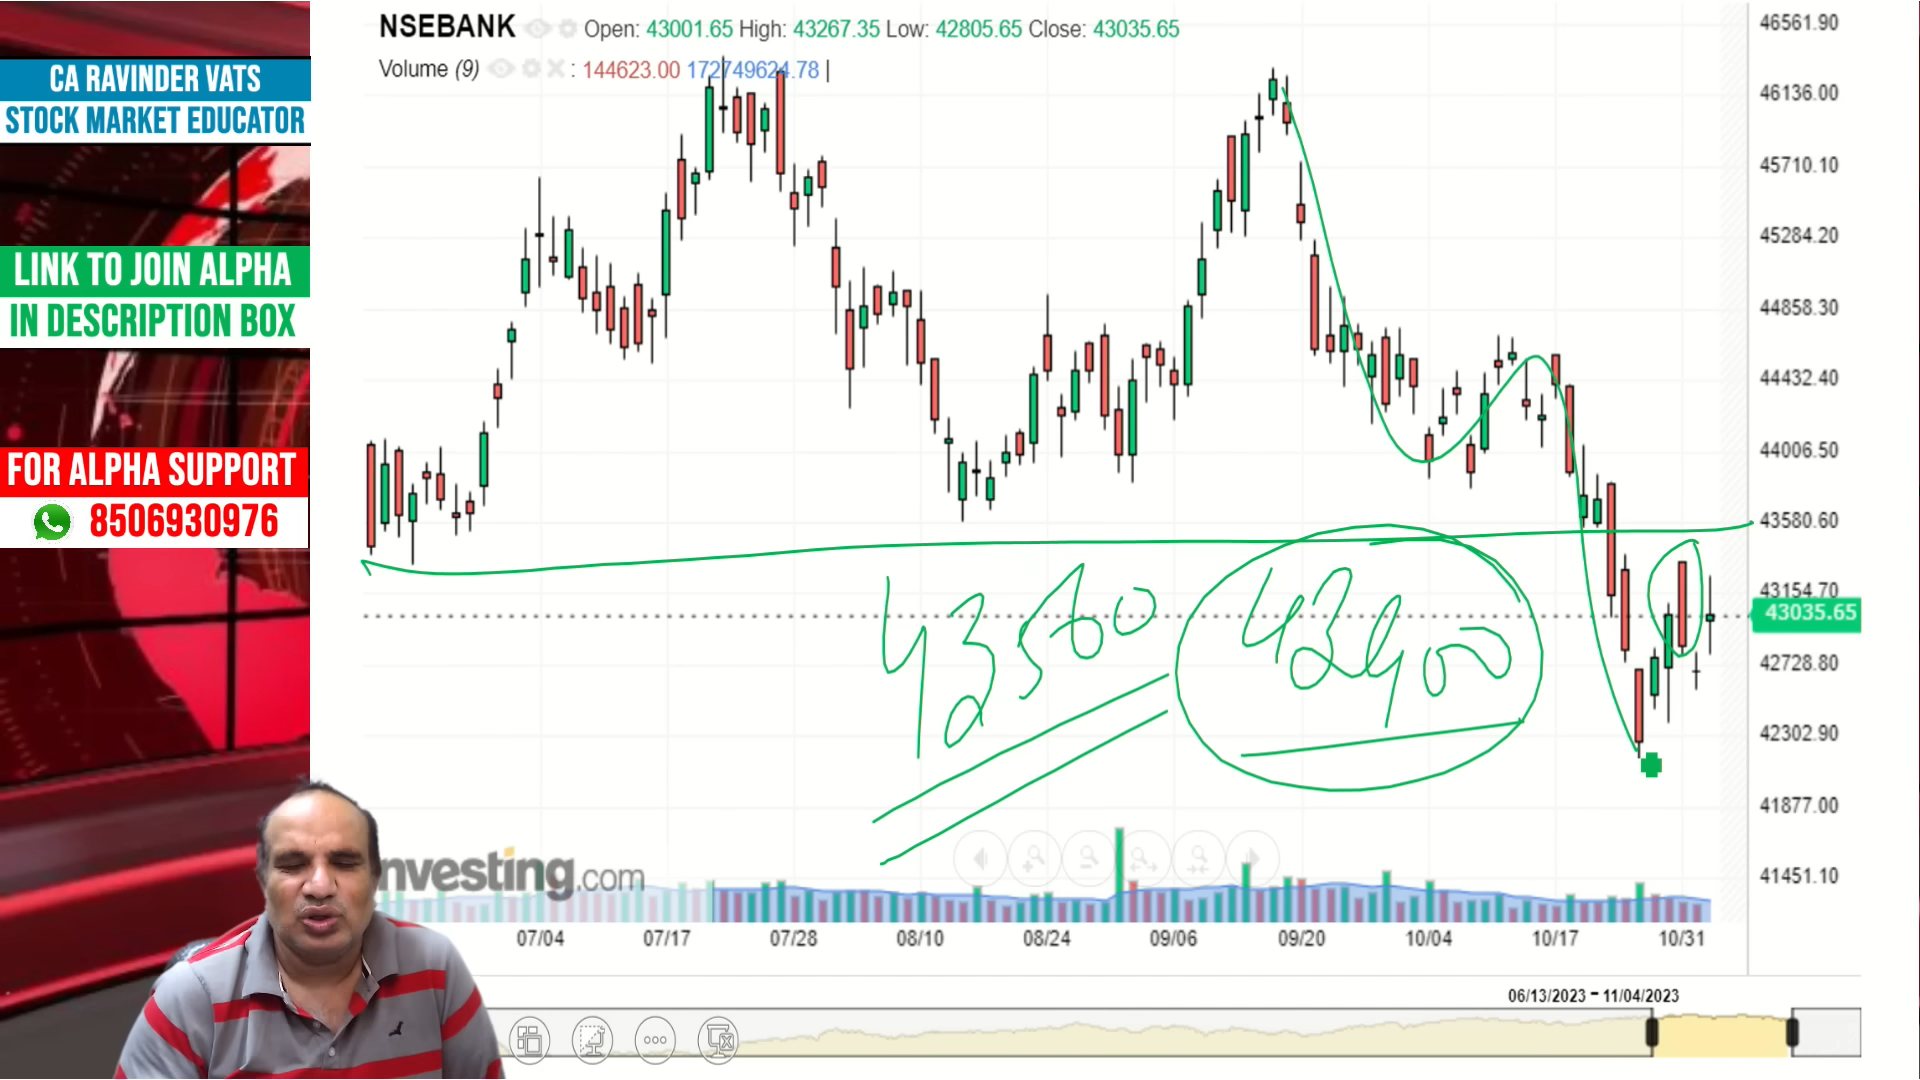 CA RAVINDER VATS
STOCK MARKET EDUCATOR
LINK TO JOIN ALPHA
IN DESCRIPTION BOX
FOR ALPHA SUPPORT
8506930976
NSEBANK Open: 43001.65 High: 43267.35 Low: 42805.65 Close: 43035.65
Volume (9) : 144623.00 172749624.78
46561.90
46136.00
45710.10
45284.20
44858.30
44432.40
44006.50
43580.60
43154.70
43035.65
42728.80
42302.90
41877.00
41451.10
43500
43400
Investing.com
07/04 07/17 07/28 08/10 08/24 09/06 09/20 10/04 10/17 10/31
06/13/2023 - 11/04/2023